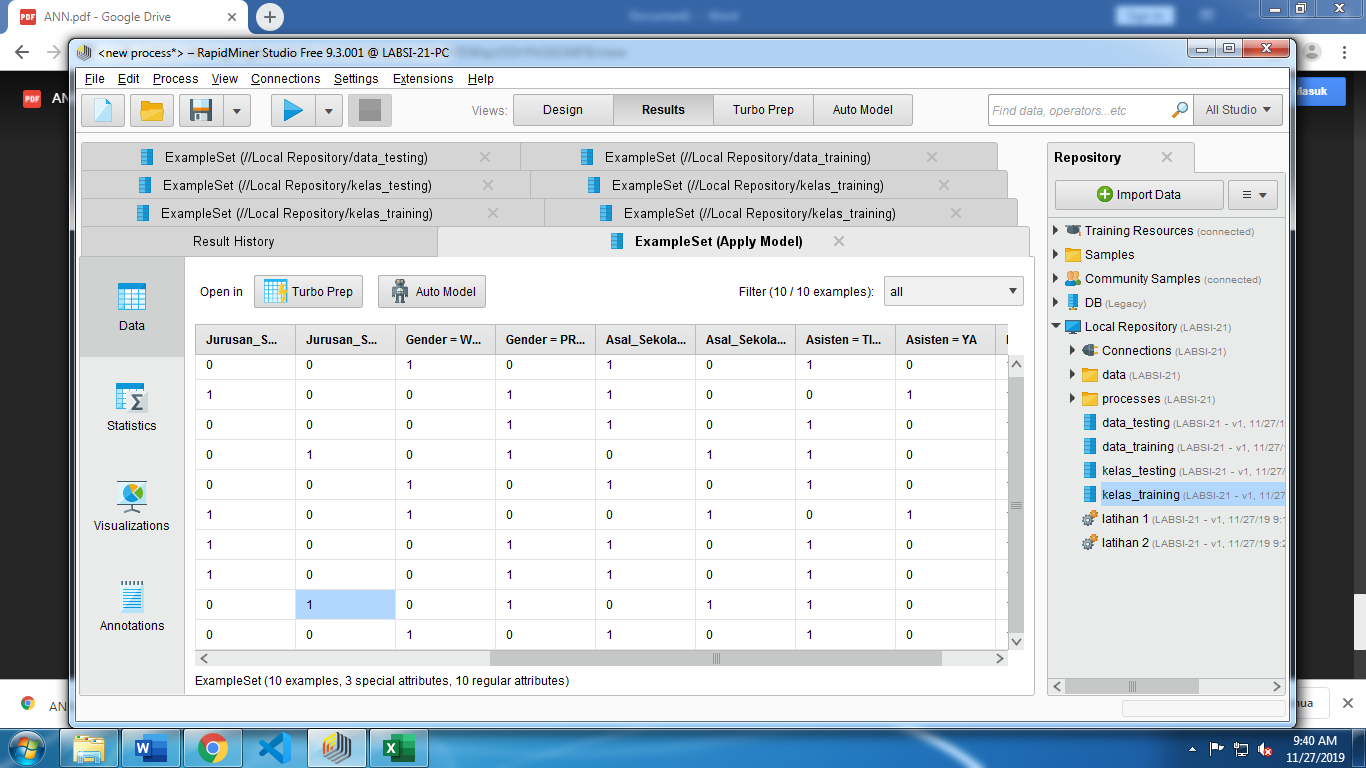 ANN.pdf - Google Drive
<new process*> – RapidMiner Studio Free 9.3.001 @ LABSI-21-PC
File Edit Process View Connections Settings Extensions Help
Views: Design Results Turbo Prep Auto Model Find data, operators...etc All Studio
Masuk
ExampleSet (//Local Repository/data_testing) ExampleSet (//Local Repository/data_training)
ExampleSet (//Local Repository/kelas_testing) ExampleSet (//Local Repository/kelas_training)
ExampleSet (//Local Repository/kelas_training) ExampleSet (//Local Repository/kelas_training)
Result History ExampleSet (Apply Model)
Data
Statistics
Visualizations
Annotations
Open in Turbo Prep Auto Model Filter (10 / 10 examples): all
Jurusan_S... Jurusan_S... Gender = W... Gender = PR... Asal_Sekola... Asal_Sekola... Asisten = TI... Asisten = YA
0 0 1 0 1 0 1 0
1 0 0 1 1 0 0 1
0 0 0 1 1 0 1 0
0 1 0 1 0 1 1 0
0 0 1 0 1 0 1 0
1 0 1 0 0 1 0 1
1 0 0 1 1 0 1 0
1 0 0 1 1 0 1 0
0 1 0 1 0 1 1 0
0 0 1 0 1 0 1 0
ExampleSet (10 examples, 3 special attributes, 10 regular attributes)
Repository
Import Data
Training Resources (connected)
Samples
Community Samples (connected)
DB (Legacy)
Local Repository (LABSI-21)
Connections (LABSI-21)
data (LABSI-21)
processes (LABSI-21)
data_testing (LABSI-21 - v1, 11/27/1
data_training (LABSI-21 - v1, 11/27/
kelas_testing (LABSI-21 - v1, 11/27/
kelas_training (LABSI-21 - v1, 11/27
latihan 1 (LABSI-21 - v1, 11/27/19 9:1
latihan 2 (LABSI-21 - v1, 11/27/19 9:2
9:40 AM
11/27/2019